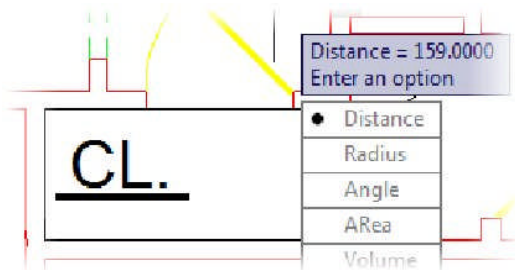 Distance = 159.0000
Enter an option
Distance
Radius
CL.
Angle
ARea
Volume